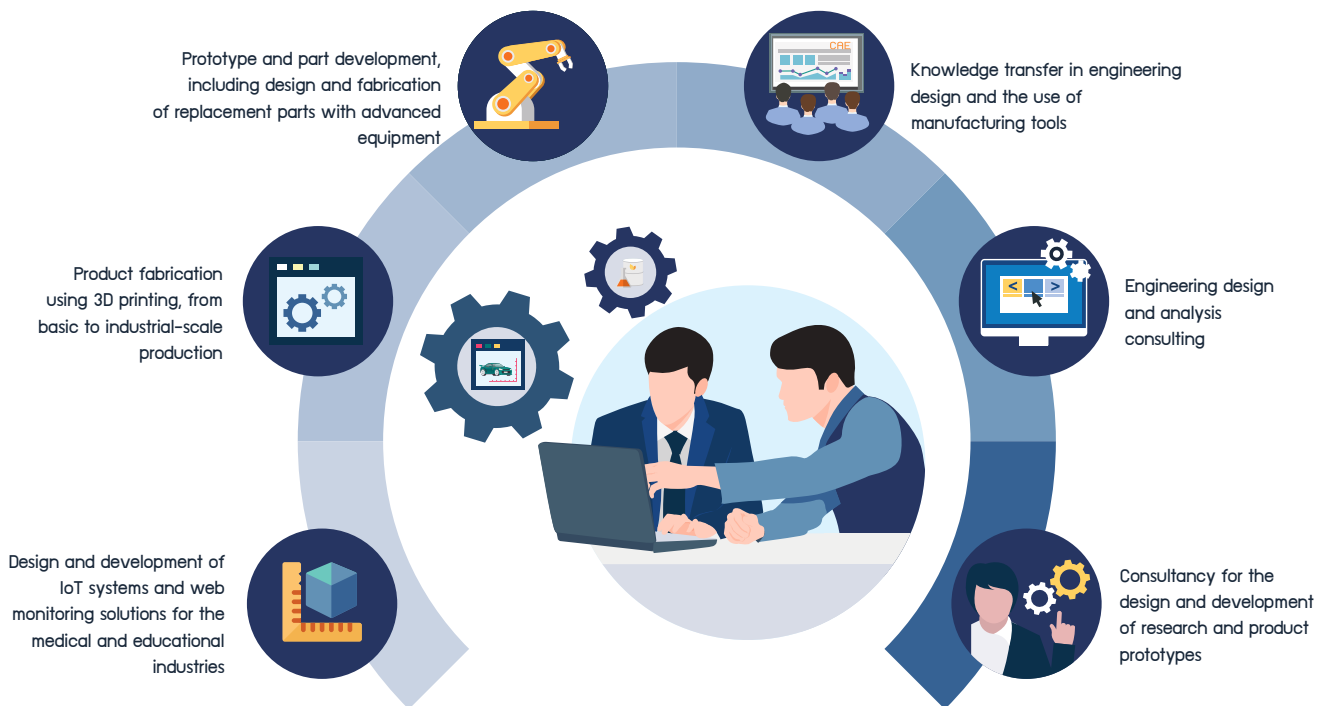 Prototype and part development,
including design and fabrication
of replacement parts with advanced
equipment
CAE
Knowledge transfer in engineering
design and the use of
manufacturing tools
Product fabrication
using 3D printing, from
basic to industrial-scale
production
< >
Engineering design
and analysis
consulting
Design and development of
IoT systems and web
monitoring solutions for the
medical and educational
industries
Consultancy for the
design and development
of research and product
prototypes